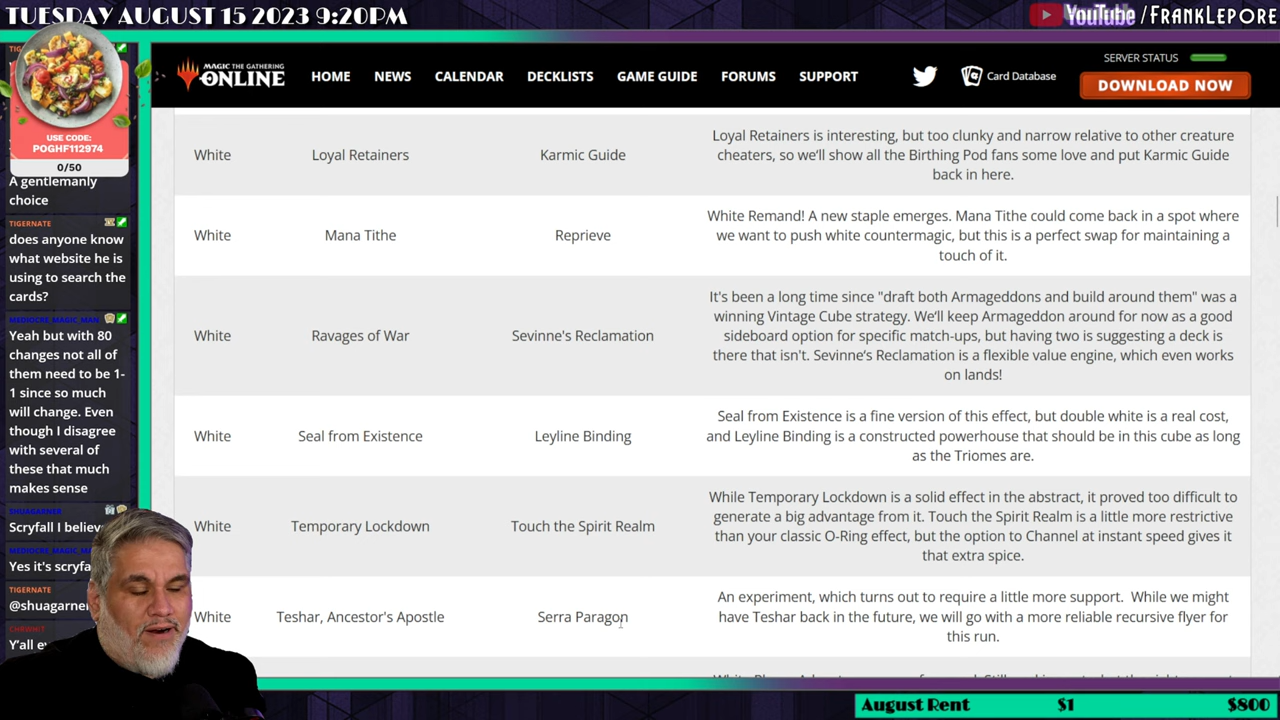 TUESDAY AUGUST 15 2023 9:20PM
YouTube /FRANKLEPORE
USE CODE:
POGHF112974
0/50
A gentlemanly
choice
TIGERNATE
does anyone know
what website he is
using to search the
cards?
MEDIOCRE_MAGIC_MAN
Yeah but with 80
changes not all of
them need to be 1-
1 since so much
will change. Even
though I disagree
with several of
these that much
makes sense
SHUAGARNER
Scryfall I believ
MEDIOCRE_MAGIC_MA
Yes it's scryfa
TIGERNATE
@shuagarne
Y'all e
MAGIC THE GATHERING
ONLINE
HOME
NEWS
CALENDAR
DECKLISTS
GAME GUIDE
FORUMS
SUPPORT
Card Database
SERVER STATUS
DOWNLOAD NOW
White
Loyal Retainers
Karmic Guide
Loyal Retainers is interesting, but too clunky and narrow relative to other creature
cheaters, so we'll show all the Birthing Pod fans some love and put Karmic Guide
back in here.
White
Mana Tithe
Reprieve
White Remand! A new staple emerges. Mana Tithe could come back in a spot where
we want to push white countermagic, but this is a perfect swap for maintaining a
touch of it.
White
Ravages of War
Sevinne's Reclamation
It's been a long time since "draft both Armageddons and build around them" was a
winning Vintage Cube strategy. We'll keep Armageddon around for now as a good
sideboard option for specific match-ups, but having two is suggesting a deck is
there that isn't. Sevinne's Reclamation is a flexible value engine, which even works
on lands!
White
Seal from Existence
Leyline Binding
Seal from Existence is a fine version of this effect, but double white is a real cost,
and Leyline Binding is a constructed powerhouse that should be in this cube as long
as the Triomes are.
White
Temporary Lockdown
Touch the Spirit Realm
While Temporary Lockdown is a solid effect in the abstract, it proved too difficult to
generate a big advantage from it. Touch the Spirit Realm is a little more restrictive
than your classic O-Ring effect, but the option to Channel at instant speed gives it
that extra spice.
White
Teshar, Ancestor's Apostle
Serra Paragon
An experiment, which turns out to require a little more support. While we might
have Teshar back in the future, we will go with a more reliable recursive flyer for
this run.
August Rent $1 $800